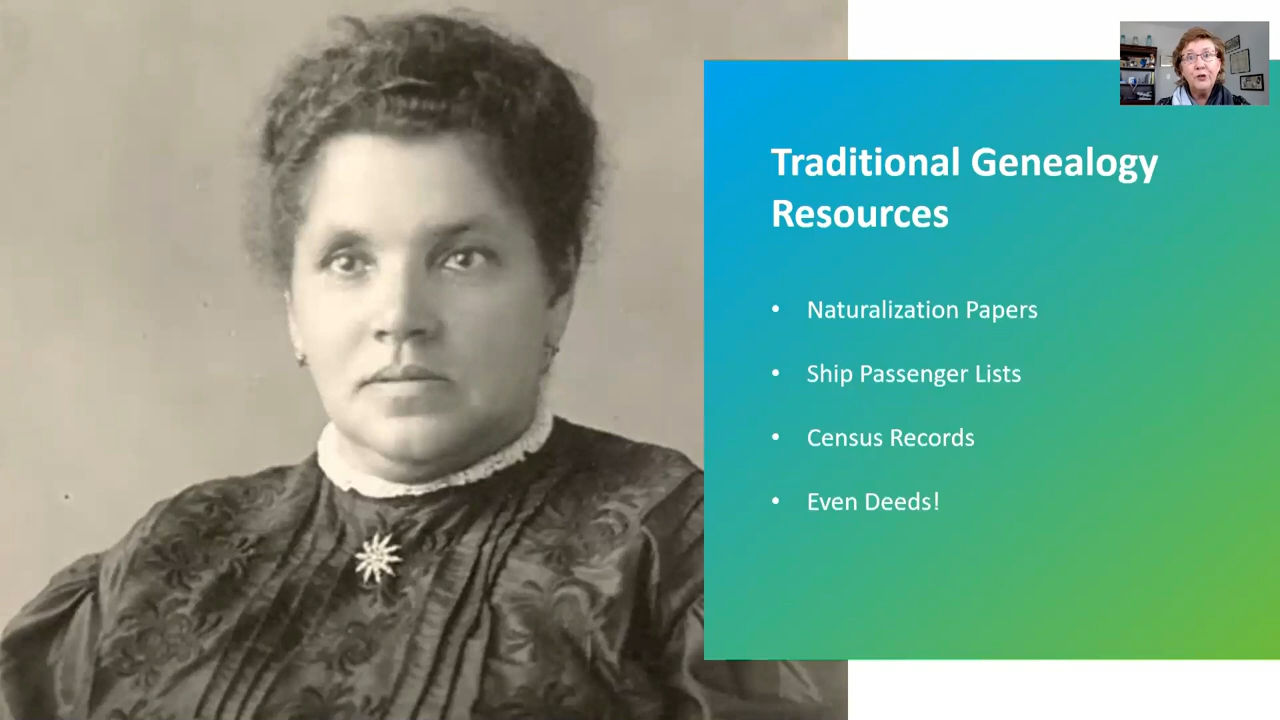 Traditional Genealogy
Resources
• Naturalization Papers
• Ship Passenger Lists
• Census Records
• Even Deeds!